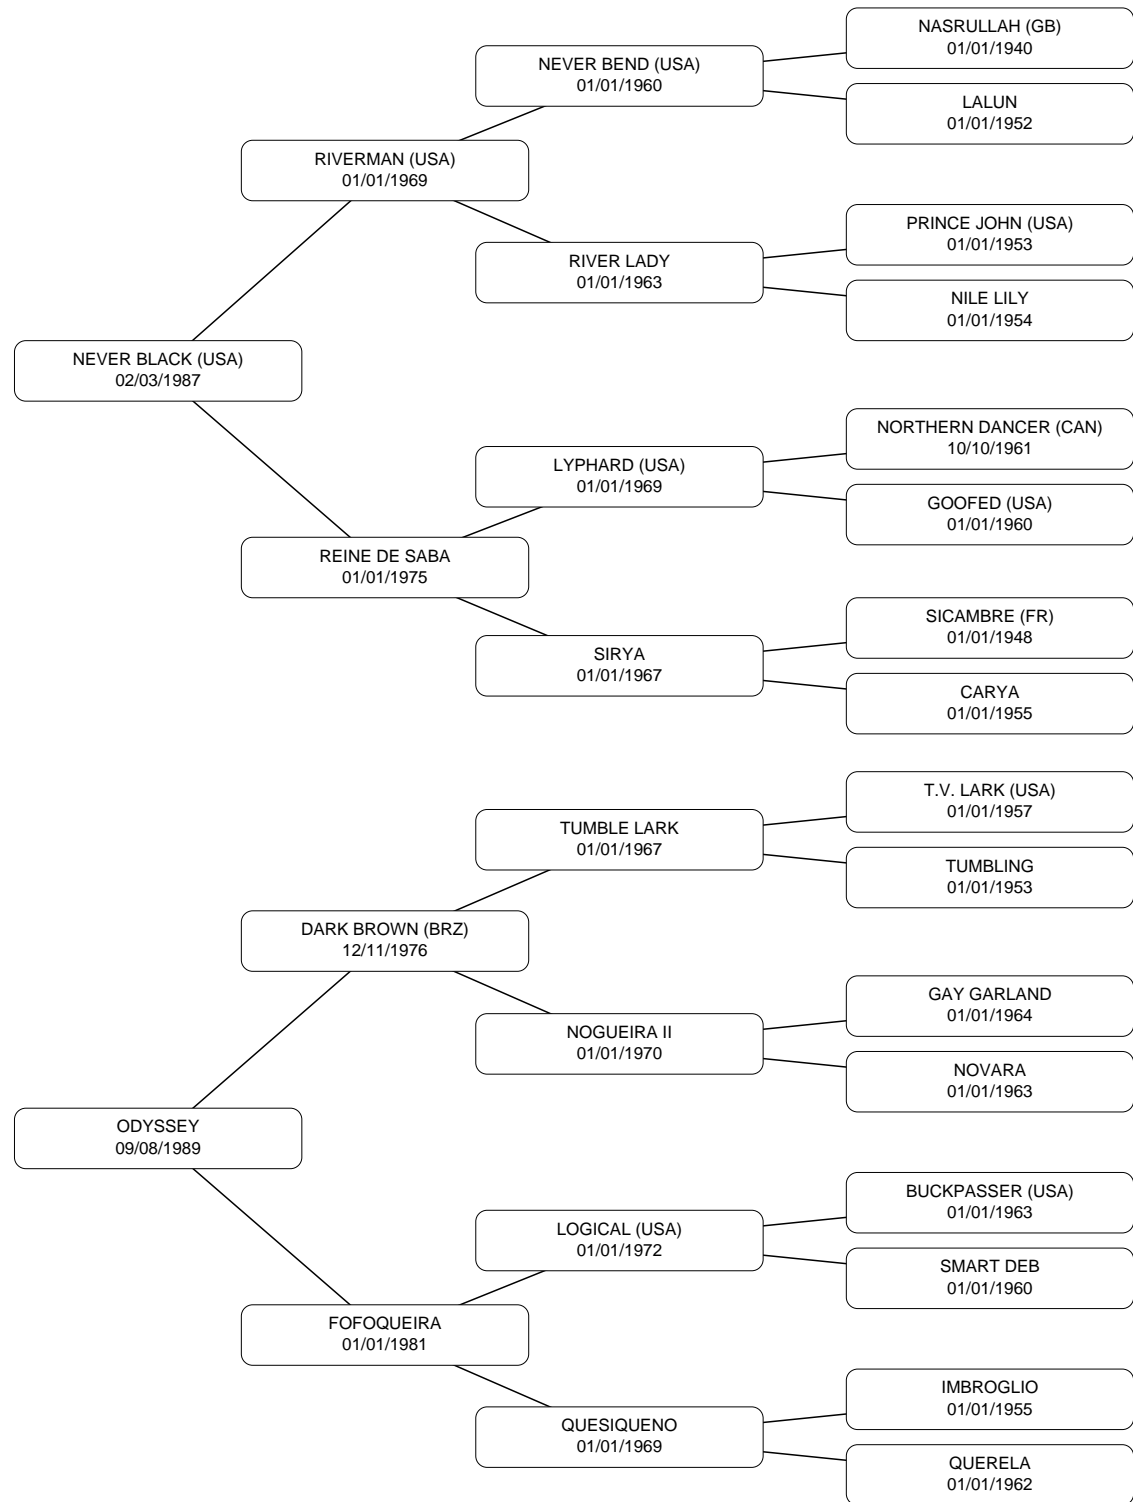 NASRULLAH (GB)
01/01/1940
NEVER BEND (USA)
01/01/1960
LALUN
01/01/1952
RIVERMAN (USA)
01/01/1969
PRINCE JOHN (USA)
01/01/1953
RIVER LADY
01/01/1963
NILE LILY
01/01/1954
NEVER BLACK (USA)
02/03/1987
NORTHERN DANCER (CAN)
10/10/1961
LYPHARD (USA)
01/01/1969
GOOFED (USA)
01/01/1960
REINE DE SABA
01/01/1975
SICAMBRE (FR)
01/01/1948
SIRYA
01/01/1967
CARYA
01/01/1955
T.V. LARK (USA)
01/01/1957
TUMBLE LARK
01/01/1967
TUMBLING
01/01/1953
DARK BROWN (BRZ)
12/11/1976
GAY GARLAND
01/01/1964
NOGUEIRA II
01/01/1970
NOVARA
01/01/1963
ODYSSEY
09/08/1989
BUCKPASSER (USA)
01/01/1963
LOGICAL (USA)
01/01/1972
SMART DEB
01/01/1960
FOFOQUEIRA
01/01/1981
IMBROGLIO
01/01/1955
QUESIQUENO
01/01/1969
QUERELA
01/01/1962